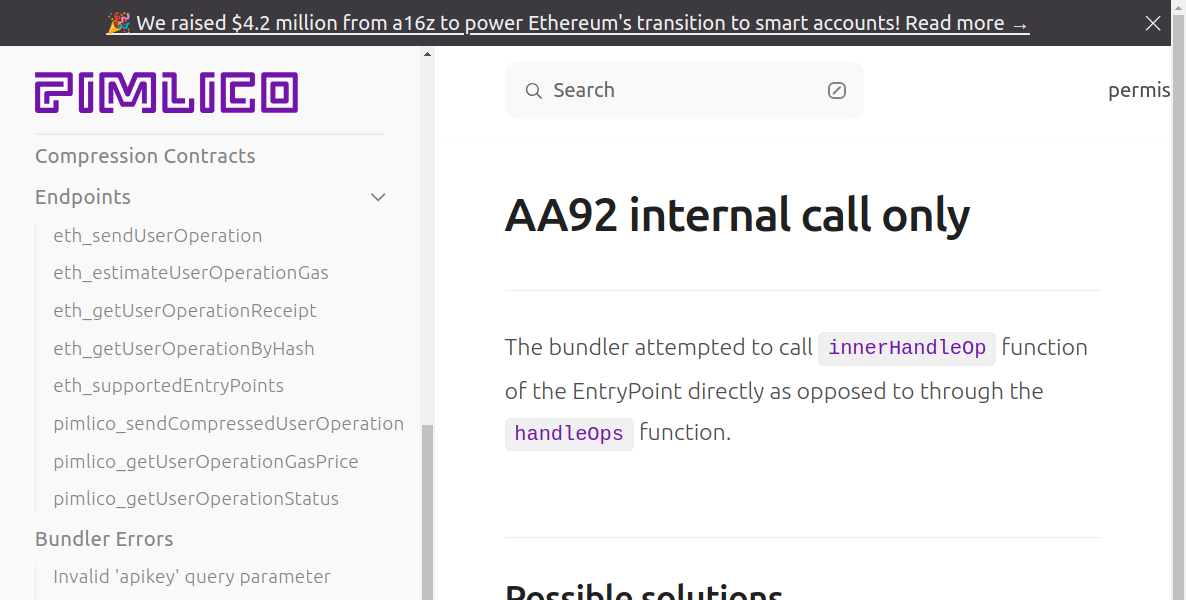 🎉 We raised $4.2 million from a16z to power Ethereum's transition to smart accounts! Read more →
PIMLICO
Compression Contracts
Endpoints
eth_sendUserOperation
eth_estimateUserOperationGas
eth_getUserOperationReceipt
eth_getUserOperationByHash
eth_supportedEntryPoints
pimlico_sendCompressedUserOperation
pimlico_getUserOperationGasPrice
pimlico_getUserOperationStatus
Bundler Errors
Invalid 'apikey' query parameter
Search
permis
AA92 internal call only
The bundler attempted to call innerHandleOp function
of the EntryPoint directly as opposed to through the
handleOps function.
Possible solutions